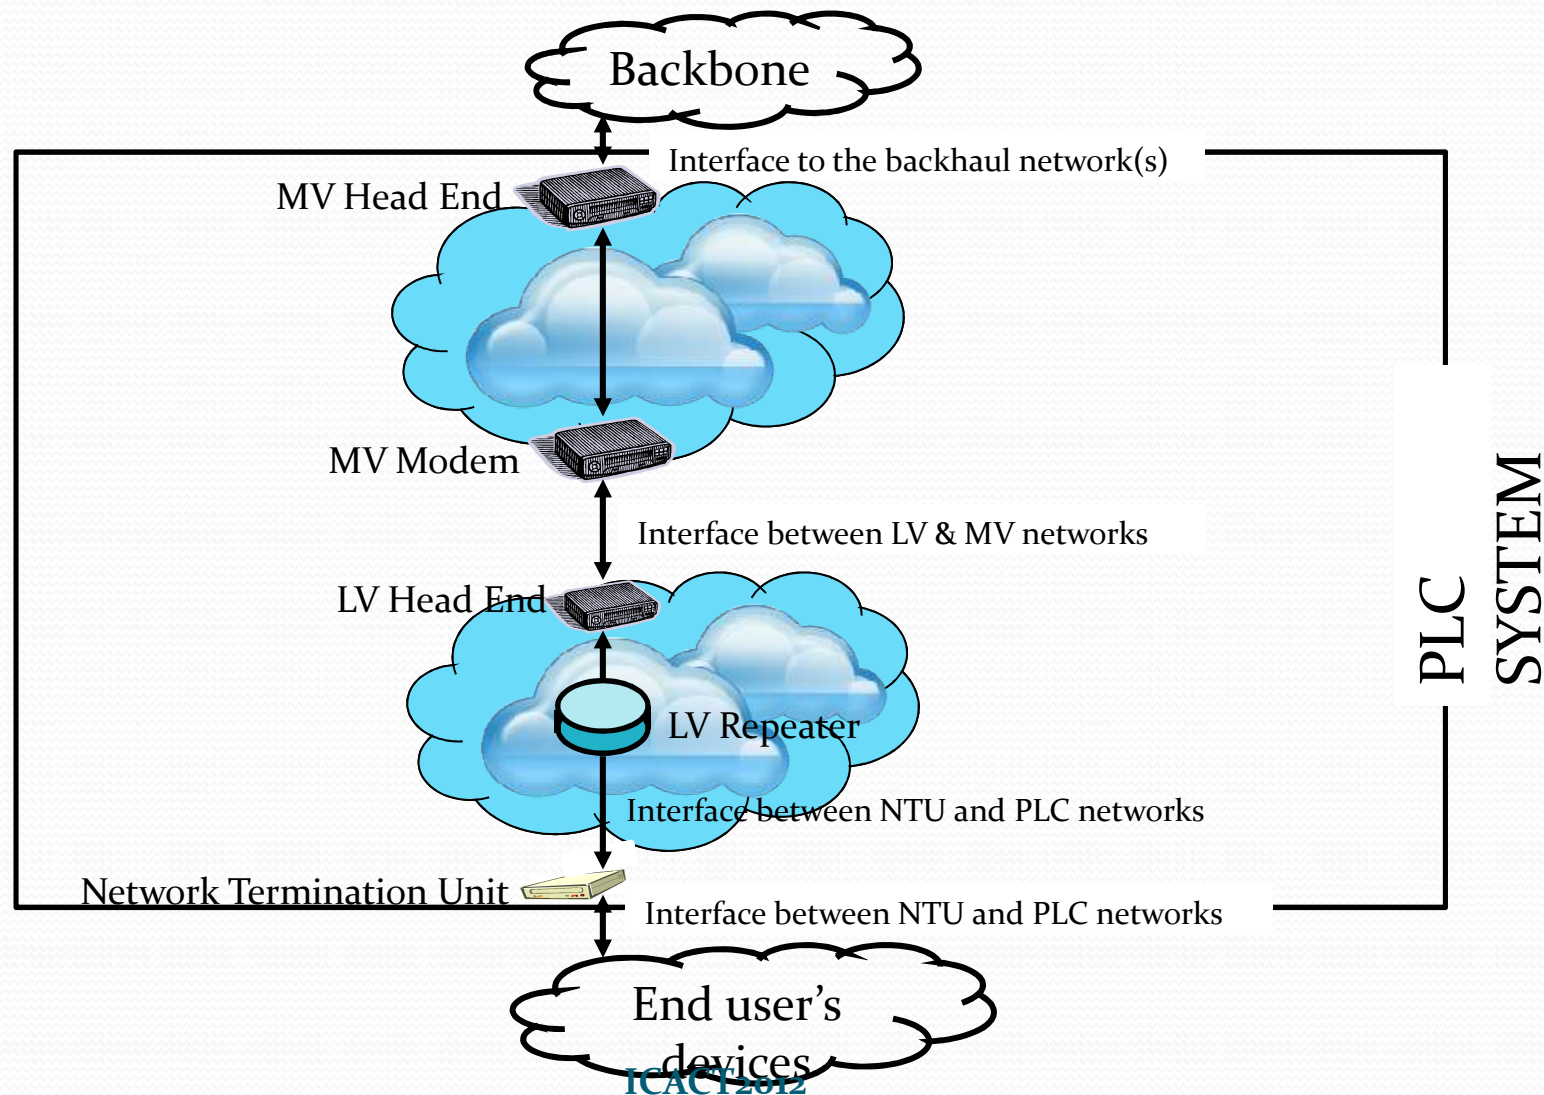 Backbone
Interface to the backhaul network(s)
MV Head End
MV Modem
Interface between LV & MV networks
LV Head End
LV Repeater
Interface between NTU and PLC networks
Network Termination Unit
Interface between NTU and PLC networks
End user's
devices
ICACT2012
PLC
SYSTEM